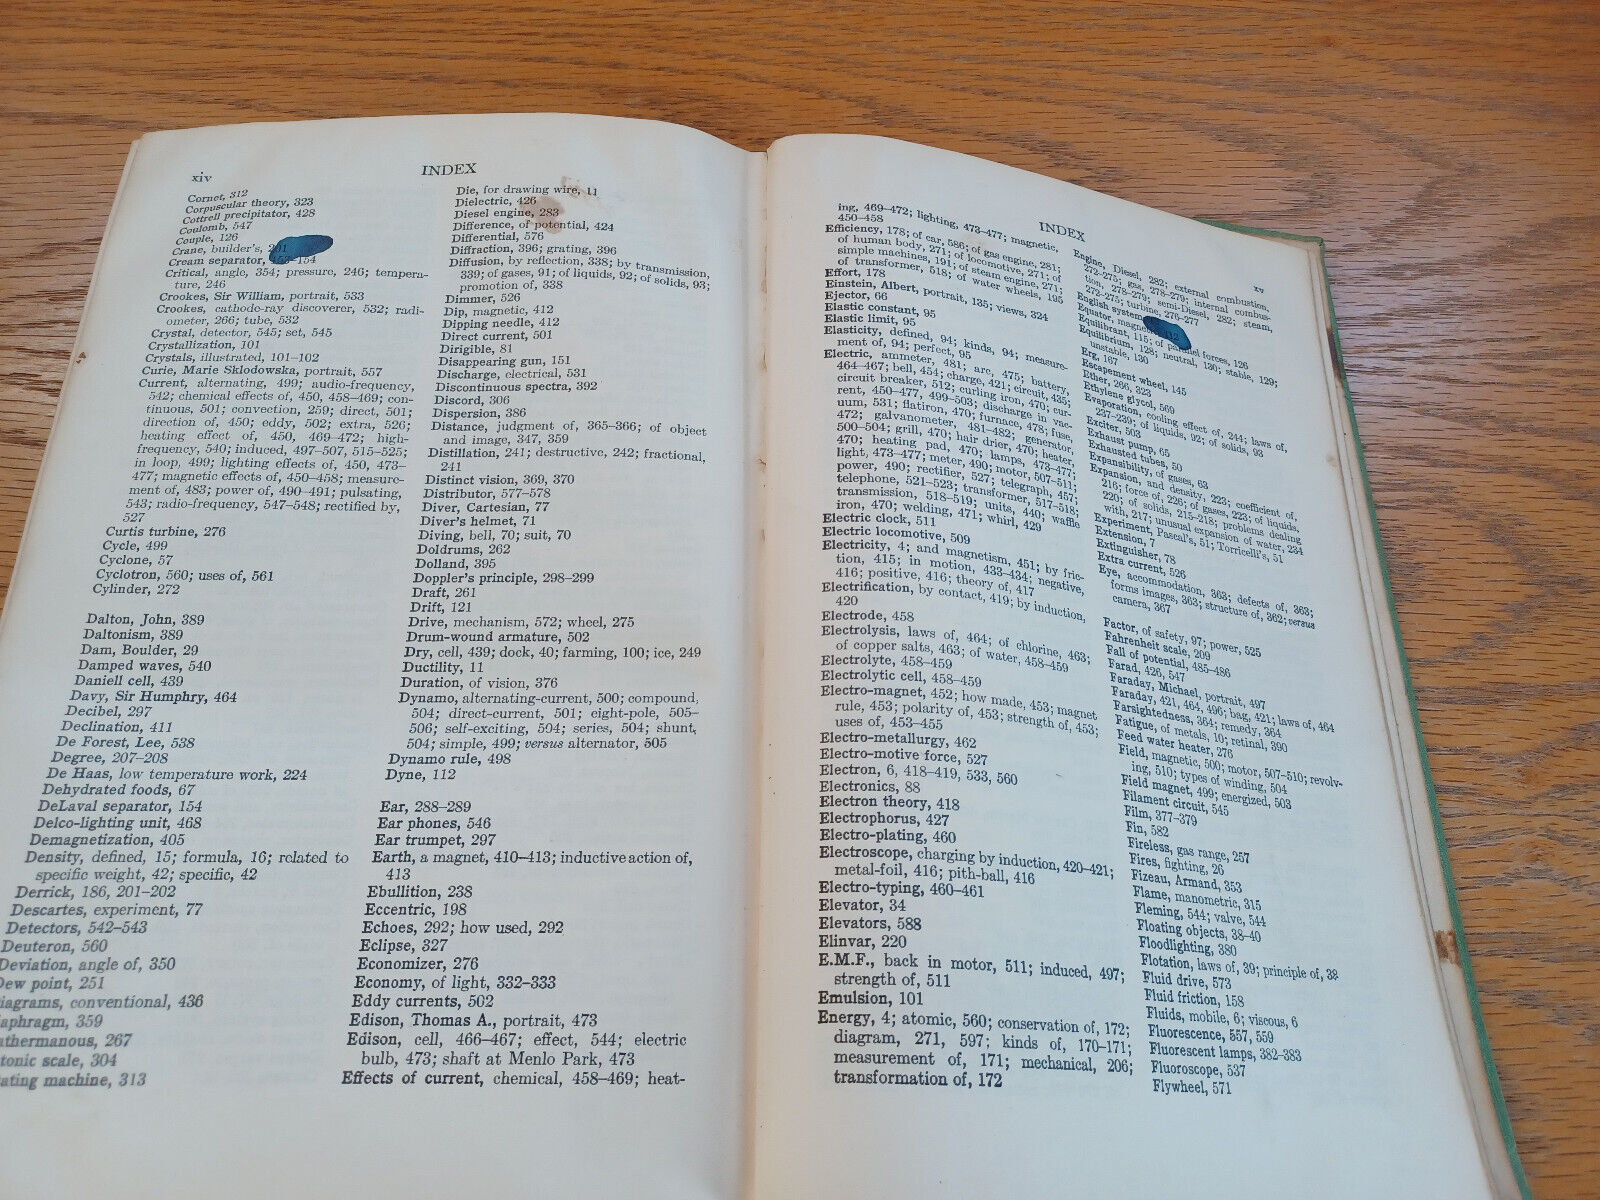 xiv
INDEX
Cornet, 312
Corpuscular theory, 323
Cottrell precipitator, 428
Coulomb, 547
Couple, 126
Crane, builder's, 201
Cream separator, 153-154
Critical, angle, 354; pressure, 246; tempera-
ture, 246
Crookes, Sir William, portrait, 533
Crookes, cathode-ray discoverer, 532; radi-
ometer, 266; tube, 532
Crystal, detector, 545; set, 545
Crystallization, 101
Crystals, illustrated, 101-102
Curie, Marie Sklodowska, portrait, 557
Current, alternating, 499; audio-frequency,
542; chemical effects of, 450, 458-469; con-
tinuous, 501; convection, 259; direct, 501;
direction of, 450; eddy, 502; extra, 526;
heating effect of, 450, 469-472; high-
frequency, 540; induced, 497-507, 515-525;
in loop, 499; lighting effects of, 450, 473-
477; magnetic effects of, 450-458; measure-
ment of, 483; power of, 490-491; pulsating,
543; radio-frequency, 547-548; rectified by,
527
Curtis turbine, 276
Cycle, 499
Cyclone, 57
Cyclotron, 560; uses of, 561
Cylinder, 272
Dalton, John, 389
Daltonism, 389
Dam, Boulder, 29
Damped waves, 540
Daniell cell, 439
Davy, Sir Humphry, 464
Decibel, 297
Declination, 411
De Forest, Lee, 538
Degree, 207-208
De Haas, low temperature work, 224
Dehydrated foods, 67
DeLaval separator, 154
Delco-lighting unit, 468
Demagnetization, 405
Density, defined, 15; formula, 16; related to
specific weight, 42; specific, 42
Derrick, 186, 201-202
Descartes, experiment, 77
Detectors, 542-543
Deuteron, 560
Deviation, angle of, 350
Dew point, 251
iagrams, conventional, 436
aphragm, 359
athermanous, 267
tonic scale, 304
ating machine, 313
Die, for drawing wire, 11
Dielectric, 426
Diesel engine, 283
Difference, of potential, 424
Differential, 576
Diffraction, 396; grating, 396
Diffusion, by reflection, 338; by transmission,
339; of gases, 91; of liquids, 92; of solids, 93;
promotion of, 338
Dimmer, 526
Dip, magnetic, 412
Dipping needle, 412
Direct current, 501
Dirigible, 81
Disappearing gun, 151
Discharge, electrical, 531
Discontinuous spectra, 392
Discord, 306
Dispersion, 386
Distance, judgment of, 365-366; of object
and image, 347, 359
Distillation, 241; destructive, 242; fractional,
241
Distinct vision, 369, 370
Distributor, 577-578
Diver, Cartesian, 77
Diver's helmet, 71
Diving, bell, 70; suit, 70
Doldrums, 262
Dolland, 395
Doppler's principle, 298-299
Draft, 261
Drift, 121
Drive, mechanism, 572; wheel, 275
Drum-wound armature, 502
Dry, cell, 439; dock, 40; farming, 100; ice, 249
Ductility, 11
Duration, of vision, 376
Dynamo, alternating-current, 500; compound,
504; direct-current, 501; eight-pole, 505-
506; self-exciting, 504; series, 504; shunt,
504; simple, 499; versus alternator, 505
Dynamo rule, 498
Dyne, 112
Ear, 288-289
Ear phones, 546
Ear trumpet, 297
Earth, a magnet, 410-413; inductive action of,
413
Ebullition, 238
Eccentric, 198
Echoes, 292; how used, 292
Eclipse, 327
Economizer, 276
Economy, of light, 332-333
Eddy currents, 502
Edison, Thomas A., portrait, 473
Edison, cell, 466-467; effect, 544; electric
bulb, 473; shaft at Menlo Park, 473
Effects of current, chemical, 458-469; heat-
INDEX
xv
ing, 469-472; lighting, 473-477; magnetic,
450-458
Efficiency, 178; of car, 586; of gas engine, 281;
of human body, 271; of locomotive, 271; of
simple machines, 191; of steam engine, 271;
of transformer, 518; of water wheels, 195
Effort, 178
Einstein, Albert, portrait, 135; views, 324
Ejector, 66
Elastic constant, 95
Elastic limit, 95
Elasticity, defined, 94; kinds, 94; measure-
ment of, 94; perfect, 95
Electric, ammeter, 481; arc, 475; battery,
464-467; bell, 454; charge, 421; circuit, 435;
circuit breaker, 512; curling iron, 470; cur-
rent, 450-477, 499-503; discharge in vac-
uum, 531; flatiron, 470; furnace, 478; fuse,
472; galvanometer, 481-482; generator,
500-504; grill, 470; hair drier, 470; heater,
470; heating pad, 470; lamps, 473-477;
light, 473-477; meter, 490; motor, 507-511;
power, 490; rectifier, 527; telegraph, 457;
telephone, 521-523; transformer, 517-518;
transmission, 518-519; units, 440; waffle
iron, 470; welding, 471; whirl, 429
Electric clock, 511
Electric locomotive, 509
Electricity, 4; and magnetism, 451; by fric-
tion, 415; in motion, 433-434; negative,
416; positive, 416; theory of, 417
Electrification, by contact, 419; by induction,
420
Electrode, 458
Electrolysis, laws of, 464; of chlorine, 463;
of copper salts, 463; of water, 458-459
Electrolyte, 458-459
Electrolytic cell, 458-459
Electro-magnet, 452; how made, 453; magnet
rule, 453; polarity of, 453; strength of, 453;
uses of, 453-455
Electro-metallurgy, 462
Electro-motive force, 527
Electron, 6, 418-419, 533, 560
Electronics, 88
Electron theory, 418
Electrophorus, 427
Electro-plating, 460
Electroscope, charging by induction, 420-421;
metal-foil, 416; pith-ball, 416
Electro-typing, 460-461
Elevator, 34
Elevators, 588
Elinvar, 220
E.M.F., back in motor, 511; induced, 497;
strength of, 511
Emulsion, 101
Energy, 4; atomic, 560; conservation of, 172;
diagram, 271, 597; kinds of, 170-171;
measurement of, 171; mechanical, 206;
transformation of, 172
Engine, Diesel, 282; external combustion,
272-275; gas, 278-279; internal combus-
tion, 278-279; semi-Diesel, 282; steam,
272-275; turbine, 276-277
English system,
Equator, magnetic, 412
Equilibrant, 115; of parallel forces, 126
Equilibrium, 128; neutral, 130; stable, 129;
unstable, 130
Erg, 167
Escapement wheel, 145
Ether, 266, 323
Ethylene glycol, 569
Evaporation, cooling effect of, 244; laws of,
237-239; of liquids, 92; of solids, 93
Exciter, 503
Exhaust pump, 65
Exhausted tubes, 50
Expansibility, of gases, 63
Expansion, and density, 223; coefficient of,
216; force of, 226; of gases, 223; of liquids,
220; of solids, 215-218; problems dealing
with, 217; unusual expansion of water, 234
Experiment, Pascal's, 51; Torricelli's, 51
Extension, 7
Extinguisher, 78
Extra current, 526
Eye, accommodation, 363; defects of, 363;
forms images, 363; structure of, 362; versus
camera, 367
Factor, of safety, 97; power, 525
Fahrenheit scale, 209
Fall of potential, 485-486
Farad, 426, 547
Faraday, Michael, portrait, 497
Faraday, 421, 464, 496; bag, 421; laws of, 464
Farsightedness, 364; remedy, 364
Fatigue, of metals, 10; retinal, 390
Feed water heater, 276
Field, magnetic, 500; motor, 507-510; revolv-
ing, 510; types of winding, 504
Field magnet, 499; energized, 503
Filament circuit, 545
Film, 377-379
Fin, 582
Fireless, gas range, 257
Fires, fighting, 26
Fizeau, Armand, 353
Flame, manometric, 315
Fleming, 544; valve, 544
Floating objects, 38-40
Floodlighting, 380
Flotation, laws of, 39; principle of, 38
Fluid drive, 573
Fluid friction, 158
Fluids, mobile, 6; viscous, 6
Fluorescence, 557, 559
Fluorescent lamps, 382-383
Fluoroscope, 537
Flywheel, 571